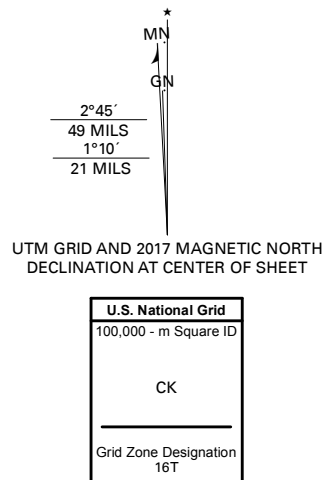 ★
MN
GN
2°45´
49 MILS
1°10´
21 MILS
UTM GRID AND 2017 MAGNETIC NORTH
DECLINATION AT CENTER OF SHEET
U.S. National Grid
100,000 - m Square ID
CK
Grid Zone Designation
16T